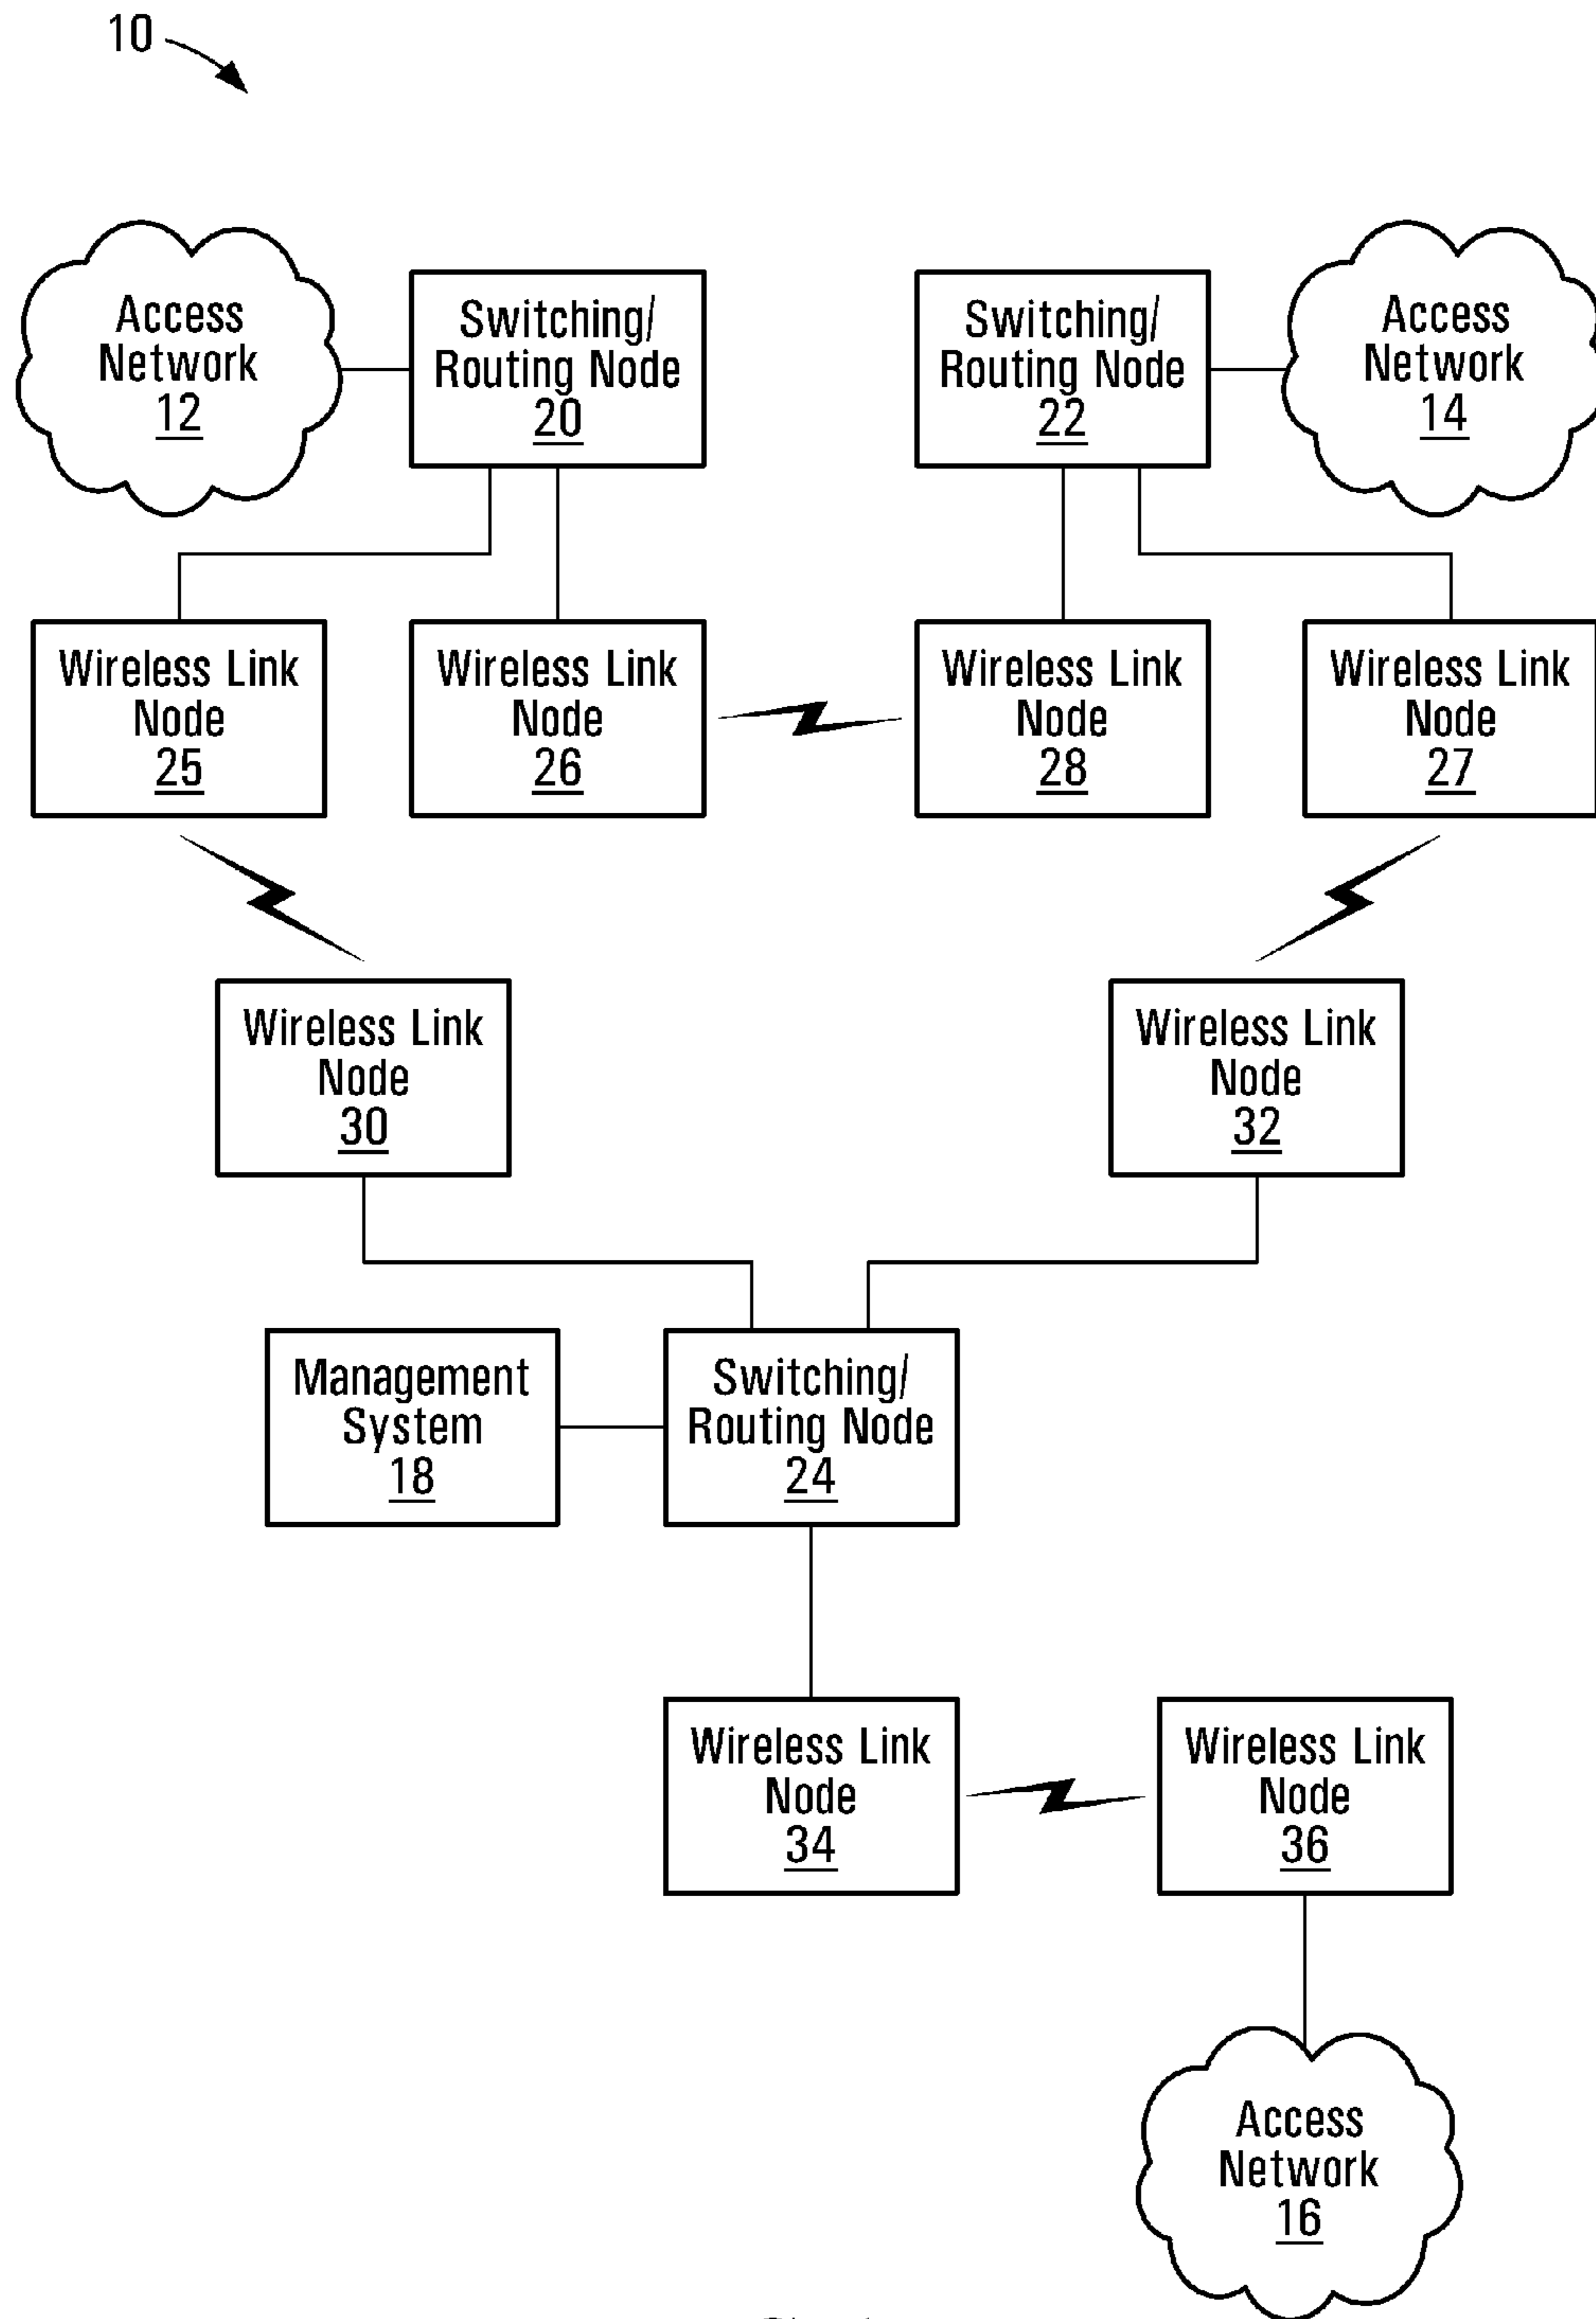 10
Access
Network
12
Switching/
Routing Node
20
Switching/
Routing Node
22
Access
Network
14
Wireless Link
Node
25
Wireless Link
Node
26
Wireless Link
Node
28
Wireless Link
Node
27
Wireless Link
Node
30
Wireless Link
Node
32
Management
System
18
Switching/
Routing Node
24
Wireless Link
Node
34
Wireless Link
Node
36
Access
Network
16